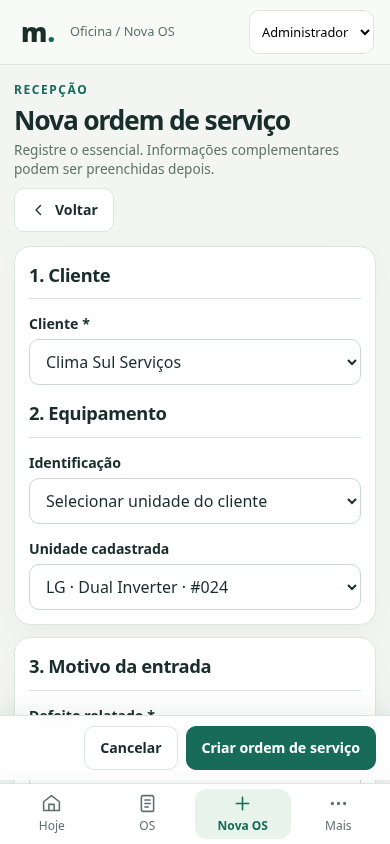 m.
Oficina / Nova OS
Administrador
RECEPÇÃO
Nova ordem de serviço
Registre o essencial. Informações complementares
podem ser preenchidas depois.
Voltar
1. Cliente
Cliente *
Clima Sul Serviços
2. Equipamento
Identificação
Selecionar unidade do cliente
Unidade cadastrada
LG · Dual Inverter · #024
3. Motivo da entrada
Defeito relatado *
Cancelar
Criar ordem de serviço
Hoje
OS
Nova OS
Mais